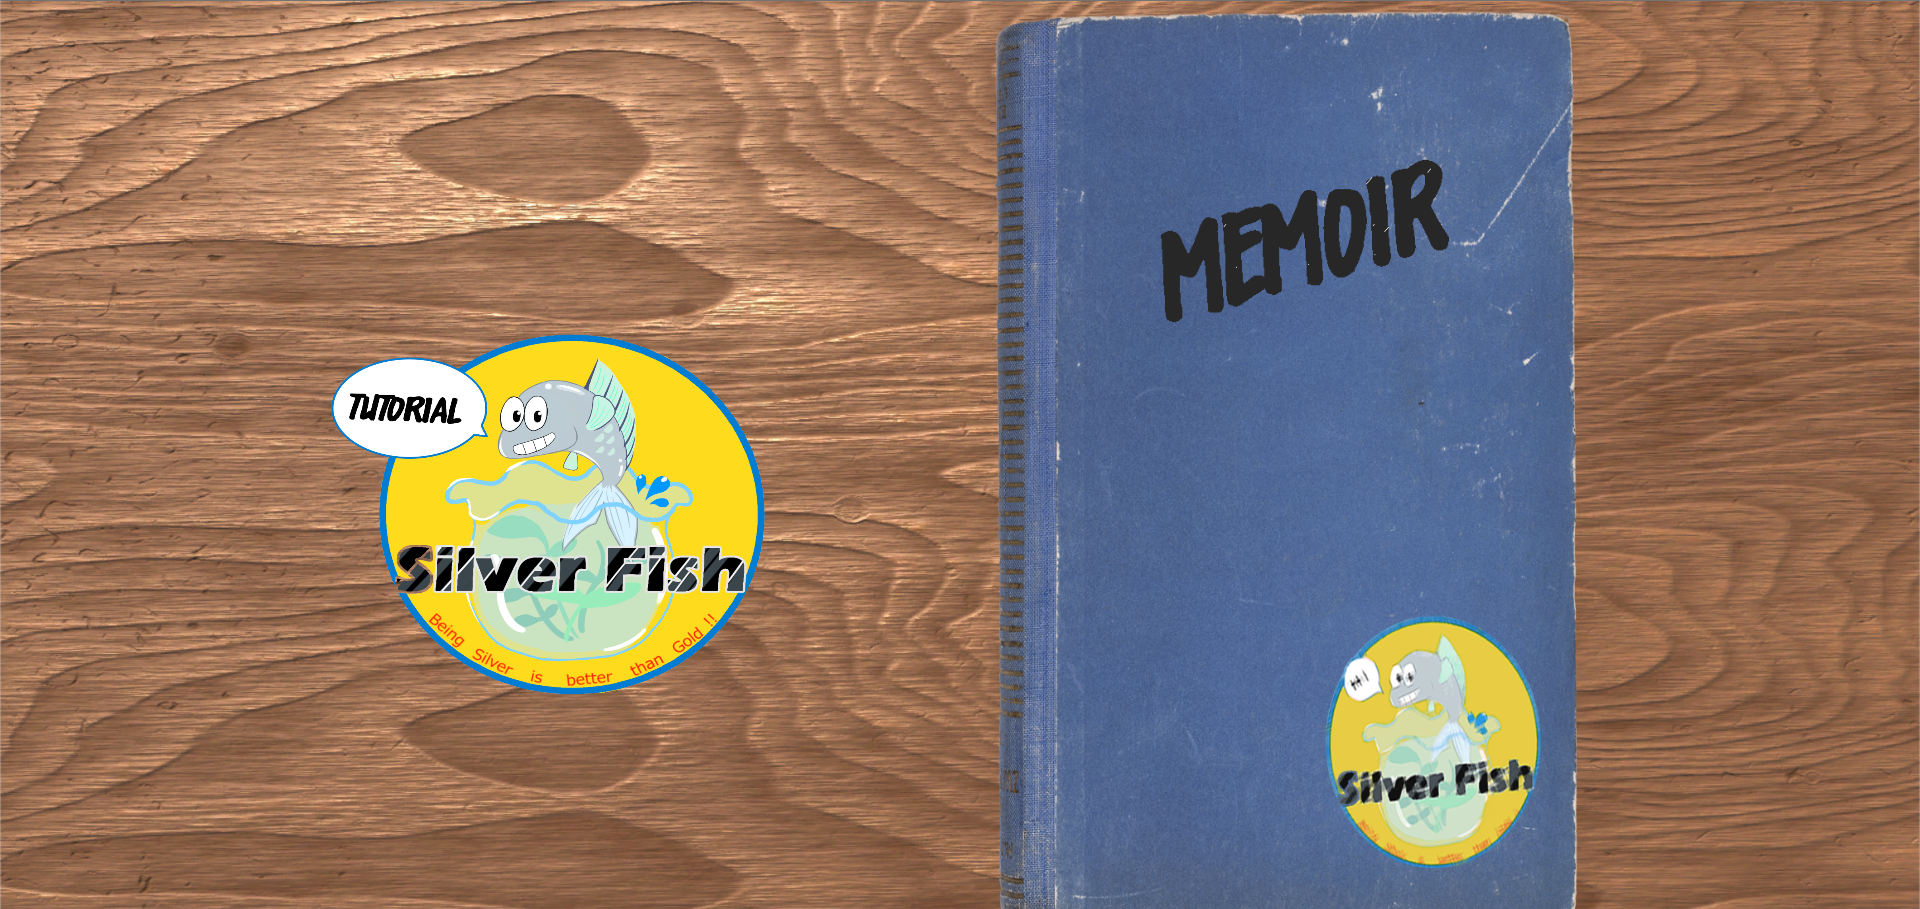 TUTORIAL
Silver Fish
Being Silver is better than Gold !!
MEMOIR
HI
Silver Fish